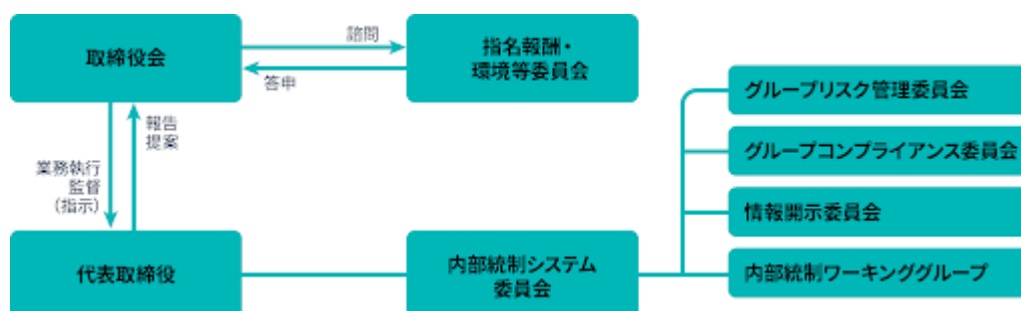 取締役会
諮問
答申
指名報酬・
環境等委員会
報告
提案
業務執行
監督
(指示)
代表取締役
内部統制システム
委員会
グループリスク管理委員会
グループコンプライアンス委員会
情報開示委員会
内部統制ワーキンググループ